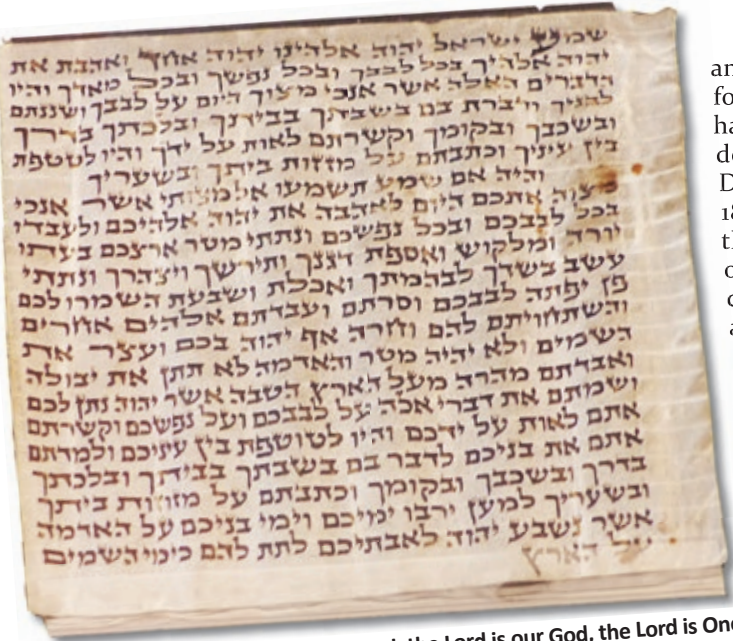 שמע ישראל יהוה אלהינו יהוה אחד ואהבת את
יהוה אלהיך בכל לבבך ובכל נפשך ובכל מאדך והיו
הדברים האלה אשר אנכי מצוך היום על לבבך ושננתם
לבניך ודברת בם בשבתך בביתך ובלכתך בדרך
ובשכבך ובקומך וקשרתם לאות על ידך והיו לטטפת
בין עיניך וכתבתם על מזזות ביתך ובשעריך
והיה אם שמע תשמעו אל מצותי אשר אנכי
מצוה אתכם היום לאהבה את יהוה אלהיכם ולעבדו
בכל לבבכם ובכל נפשכם ונתתי מטר ארצכם בעתו
יורה ומלקוש ואספת דגנך ותירשך ויצהרך ונתתי
עשב בשדך לבהמתך ואכלת ושבעת השמרו לכם
פן יפתה לבבכם וסרתם ועבדתם אלהים אחרים
והשתחויתם להם וחרה אף יהוה בכם ועצר את
השמים ולא יהיה מטר והאדמה לא תתן את יבולה
ואבדתם מהרה מעל הארץ הטבה אשר יהוה נתן לכם
ושמתם את דברי אלה על לבבכם ועל נפשכם וקשרתם
אתם לאות על ידכם והיו לטוטפת בין עיניכם ולמדתם
אתם את בניכם לדבר בם בשבתך בביתך ובלכתך
בדרך ובשכבך ובקומך וכתבתם על מזוזות ביתך
ובשעריך למען ירבו ימיכם וימי בניכם על האדמה
אשר נשבע יהוה לאבתיכם לתת להם כימי השמים
על הארץ
the Lord is our God, the Lord is One